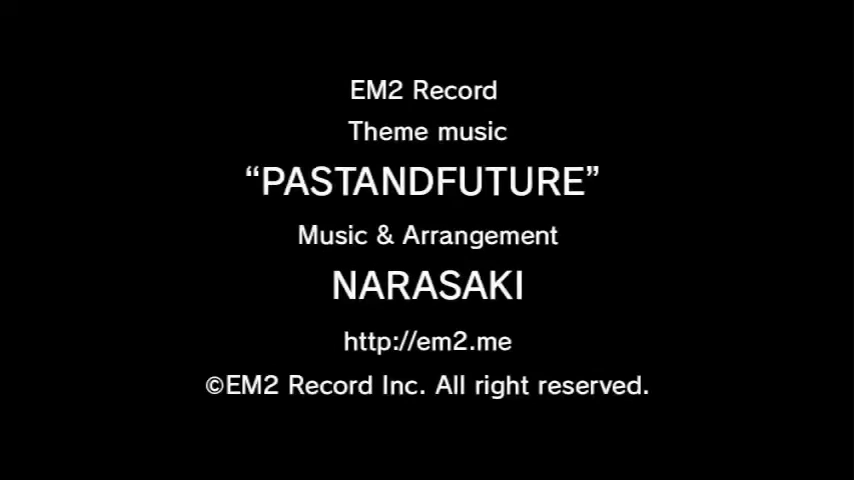 EM2 Record
Theme music
“PASTANDFUTURE”
Music & Arrangement
NARASAKI
http://em2.me
©EM2 Record Inc. All right reserved.